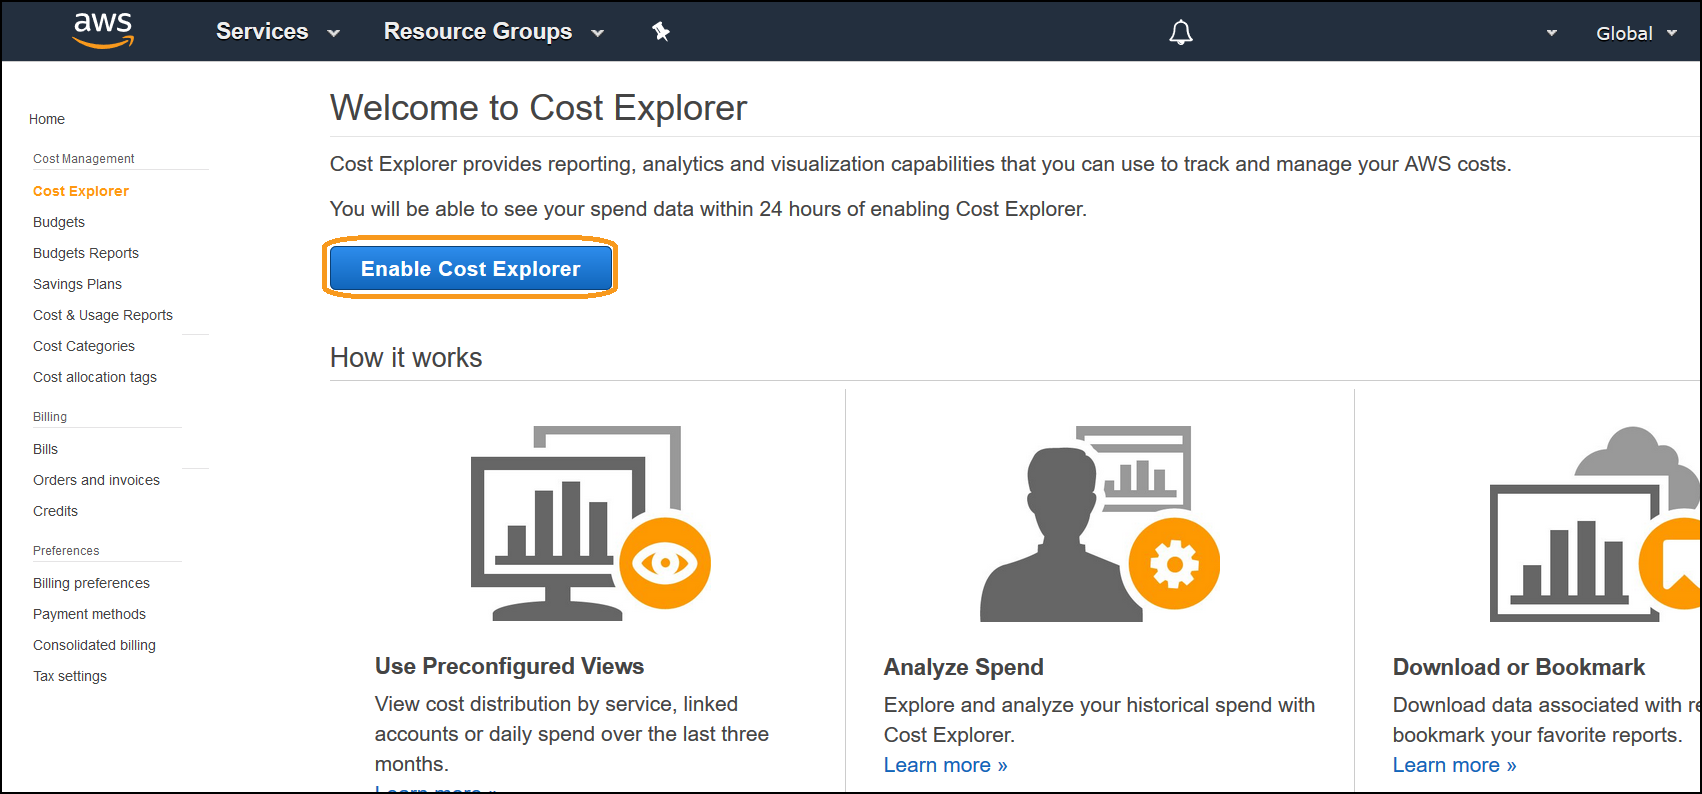 aws
Services
Resource Groups
Global
Home
Cost Management
Cost Explorer
Budgets
Budgets Reports
Savings Plans
Cost & Usage Reports
Cost Categories
Cost allocation tags
Billing
Bills
Orders and invoices
Credits
Preferences
Billing preferences
Payment methods
Consolidated billing
Tax settings
Welcome to Cost Explorer
Cost Explorer provides reporting, analytics and visualization capabilities that you can use to track and manage your AWS costs.
You will be able to see your spend data within 24 hours of enabling Cost Explorer.
Enable Cost Explorer
How it works
Use Preconfigured Views
View cost distribution by service, linked
accounts or daily spend over the last three
months.
Learn more »
Analyze Spend
Explore and analyze your historical spend with
Cost Explorer.
Learn more »
Download or Bookmark
Download data associated with
bookmark your favorite reports.
Learn more »